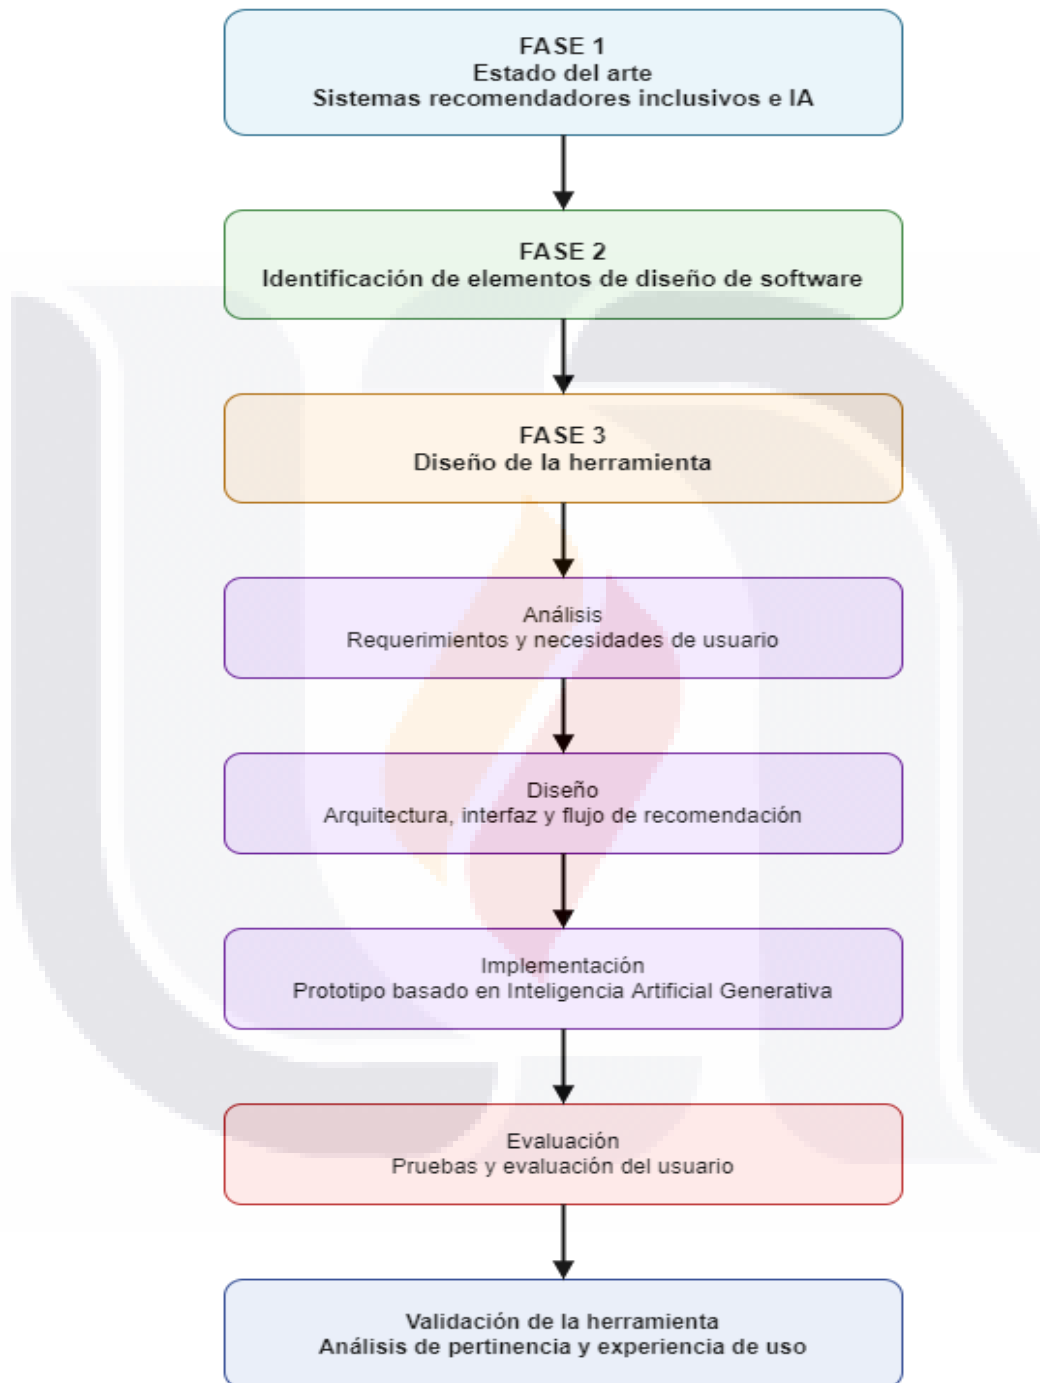 FASE 1
Estado del arte
Sistemas recomendadores inclusivos e IA
FASE 2
Identificación de elementos de diseño de software
FASE 3
Diseño de la herramienta
Análisis
Requerimientos y necesidades de usuario
Diseño
Arquitectura, interfaz y flujo de recomendación
Implementación
Prototipo basado en Inteligencia Artificial Generativa
Evaluación
Pruebas y evaluación del usuario
Validación de la herramienta
Análisis de pertinencia y experiencia de uso